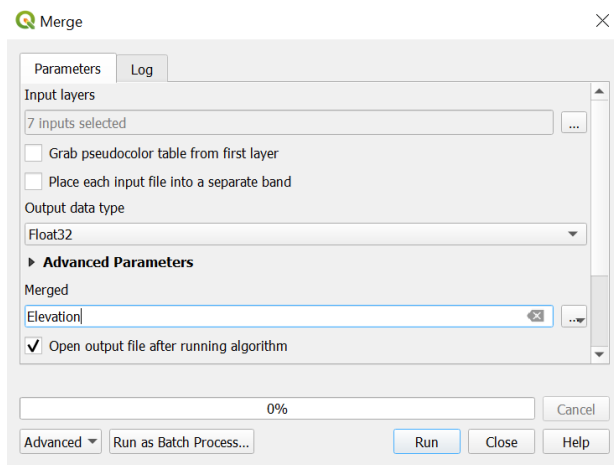 Merge
Parameters Log
Input layers
7 inputs selected ...
Grab pseudocolor table from first layer
Place each input file into a separate band
Output data type
Float32
Advanced Parameters
Merged
Elevation ...
Open output file after running algorithm
0% Cancel
Advanced Run as Batch Process... Run Close Help